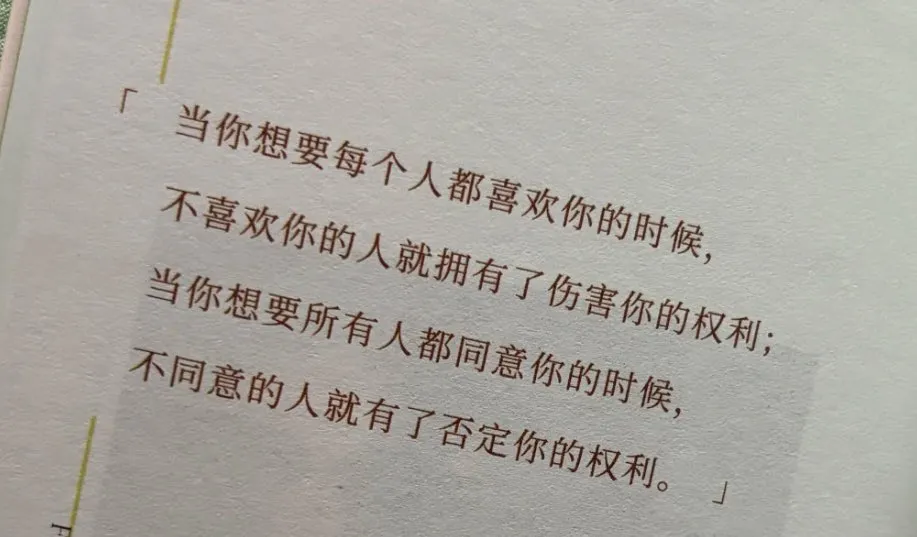 「 当你想要每个人都喜欢你的时候，
不喜欢你的人就拥有了伤害你的权利；
当你想要所有人都同意你的时候，
不同意的人就有了否定你的权利。 」